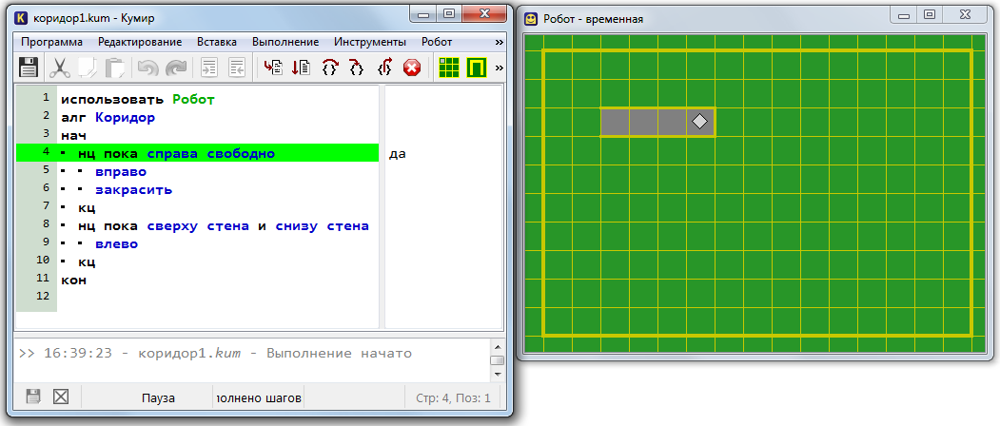 коридор1.kum - Кумир
Программа Редактирование Вставка Выполнение Инструменты Робот »
»
1 использовать Робот
2 алг Коридор
3 нач
4 нц пока справа свободно да
5 вправо
6 закрасить
7 кц
8 нц пока сверху стена и снизу стена
9 влево
10 кц
11 кон
12
>> 16:39:23 - коридор1.kum - Выполнение начато
Пауза олнено шагов Стр: 4, Поз: 1
Робот - временная